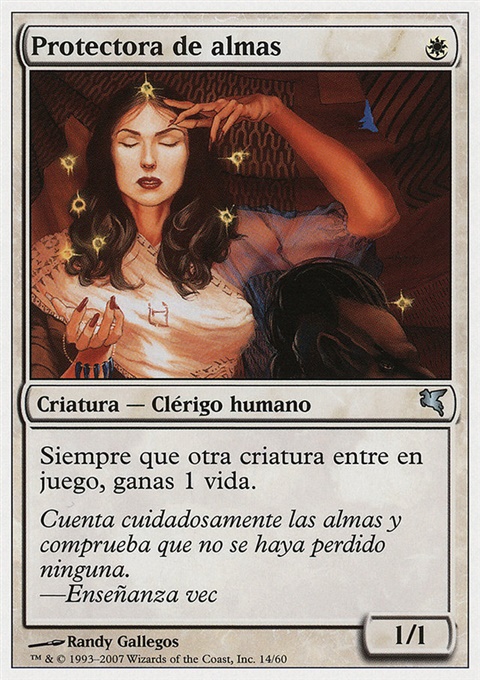 Protectora de almas
Criatura — Clérigo humano
Siempre que otra criatura entre en
juego, ganas 1 vida.
Cuenta cuidadosamente las almas y
comprueba que no se haya perdido
ninguna.
—Enseñanza vec
1/1
Randy Gallegos
™ & © 1993–2007 Wizards of the Coast, Inc. 14/60